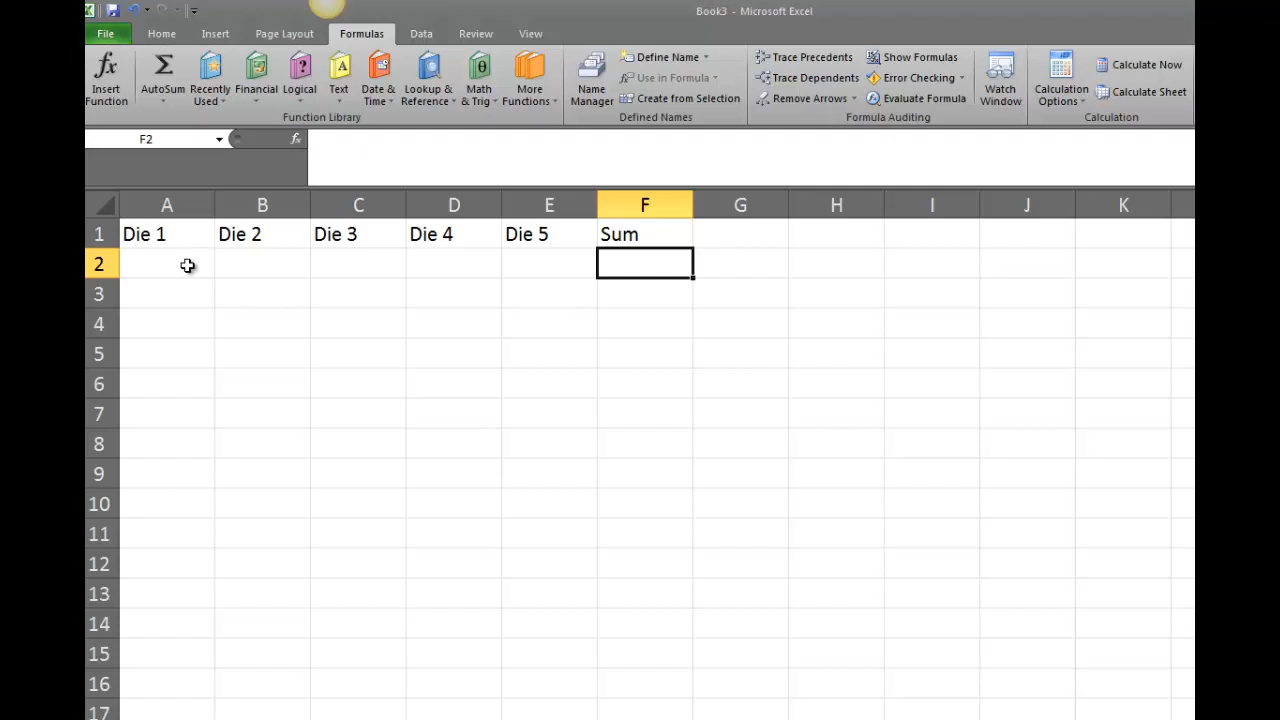 Book3 - Microsoft Excel
File Home Insert Page Layout Formulas Data Review View
fx Insert Function
Σ AutoSum
Recently Used
Financial
Logical
Text
Date & Time
Lookup & Reference
Math & Trig
More Functions
Function Library
Name Manager
Define Name
Use in Formula
Create from Selection
Defined Names
Trace Precedents
Trace Dependents
Remove Arrows
Show Formulas
Error Checking
Evaluate Formula
Formula Auditing
Watch Window
Calculation Options
Calculate Now
Calculate Sheet
Calculation
F2 fx
A B C D E F G H I J K
1 Die 1 Die 2 Die 3 Die 4 Die 5 Sum
2
3
4
5
6
7
8
9
10
11
12
13
14
15
16
17